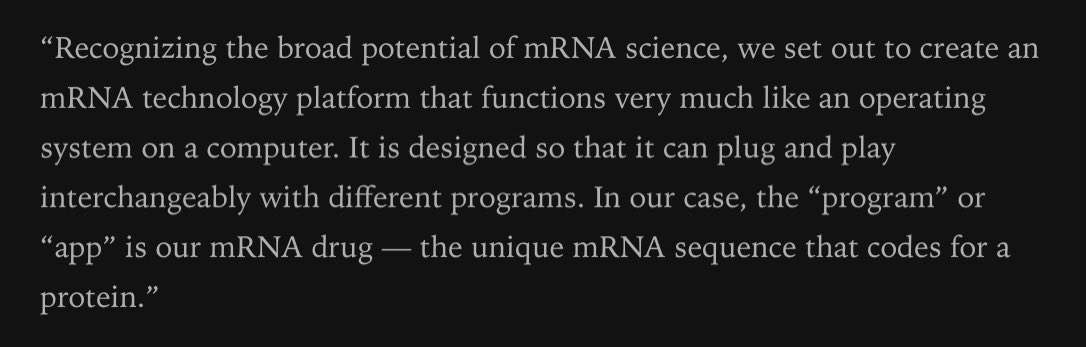 “Recognizing the broad potential of mRNA science, we set out to create an
mRNA technology platform that functions very much like an operating
system on a computer. It is designed so that it can plug and play
interchangeably with different programs. In our case, the “program” or
“app” is our mRNA drug — the unique mRNA sequence that codes for a
protein.”